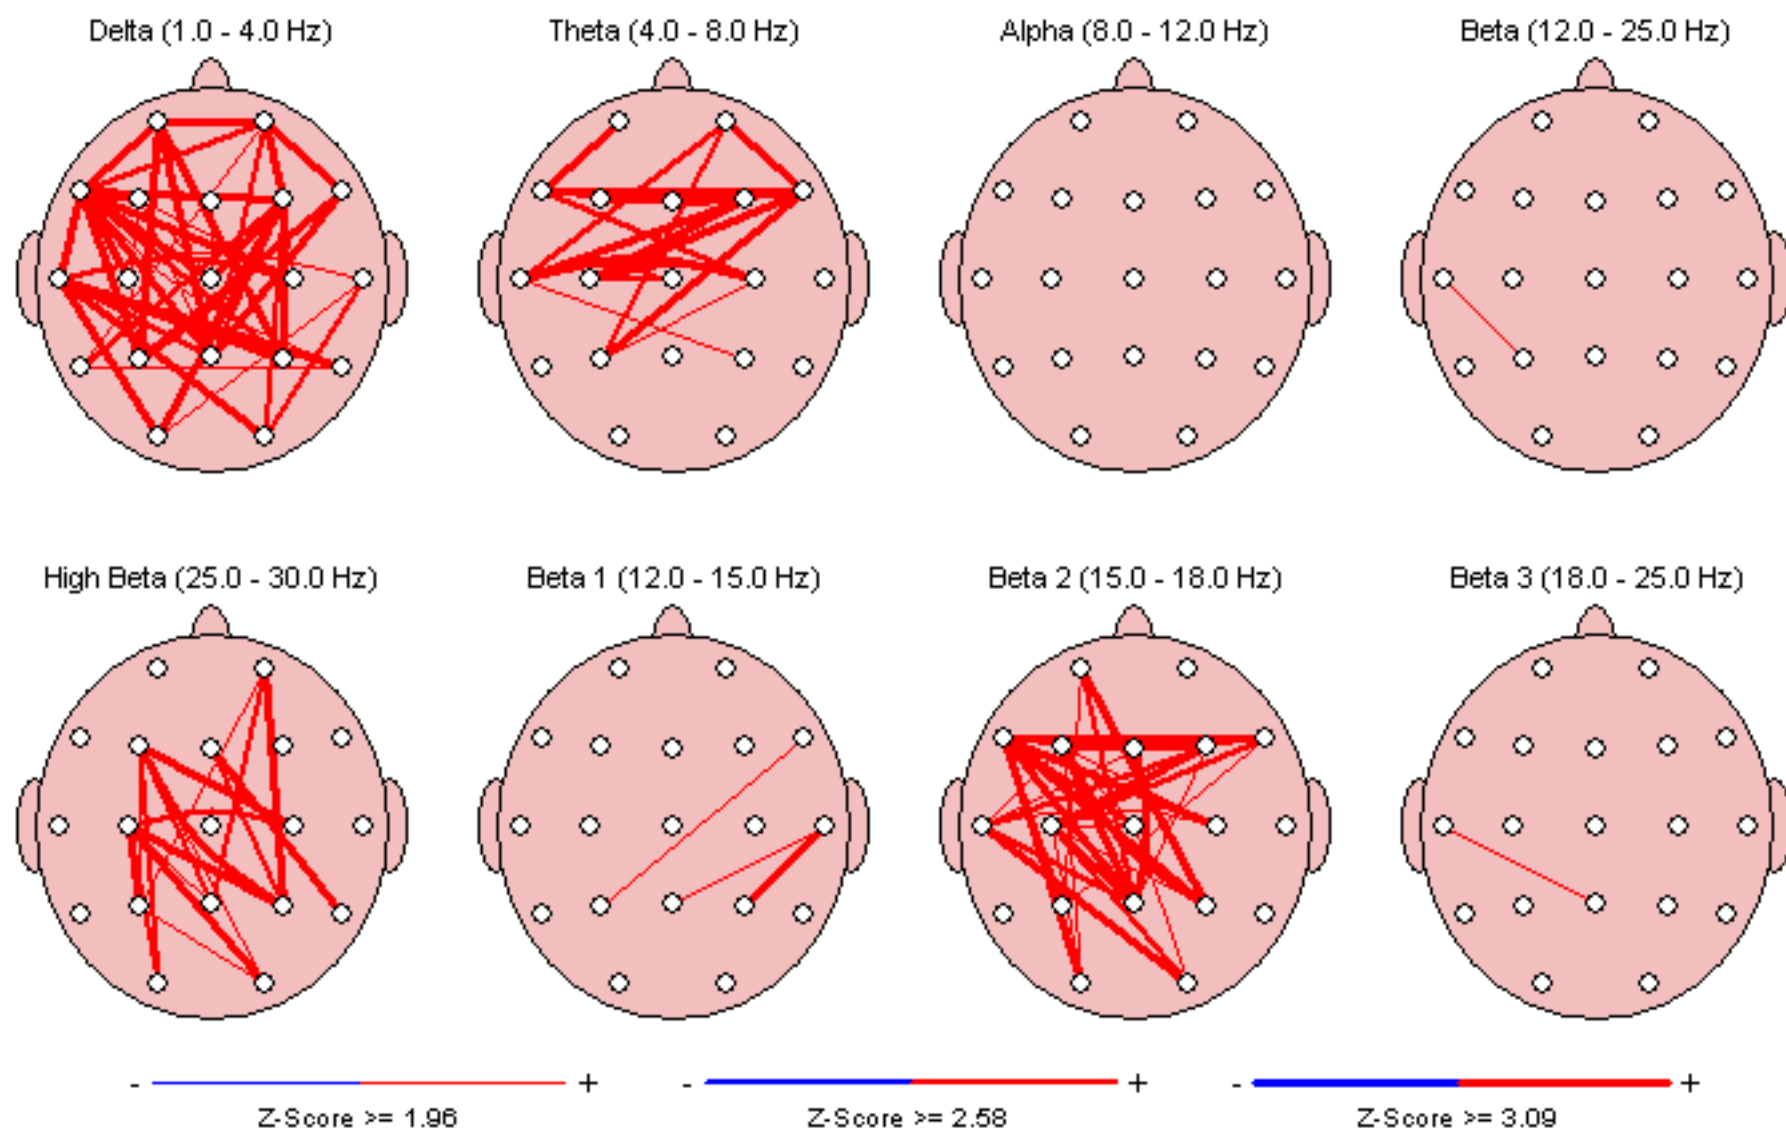 Delta (1.0 - 4.0 Hz) Theta (4.0 - 8.0 Hz) Alpha (8.0 - 12.0 Hz) Beta (12.0 - 25.0 Hz)
High Beta (25.0 - 30.0 Hz) Beta 1 (12.0 - 15.0 Hz) Beta 2 (15.0 - 18.0 Hz) Beta 3 (18.0 - 25.0 Hz)
- + - + - +
Z-Score >= 1.96 Z-Score >= 2.58 Z-Score >= 3.09